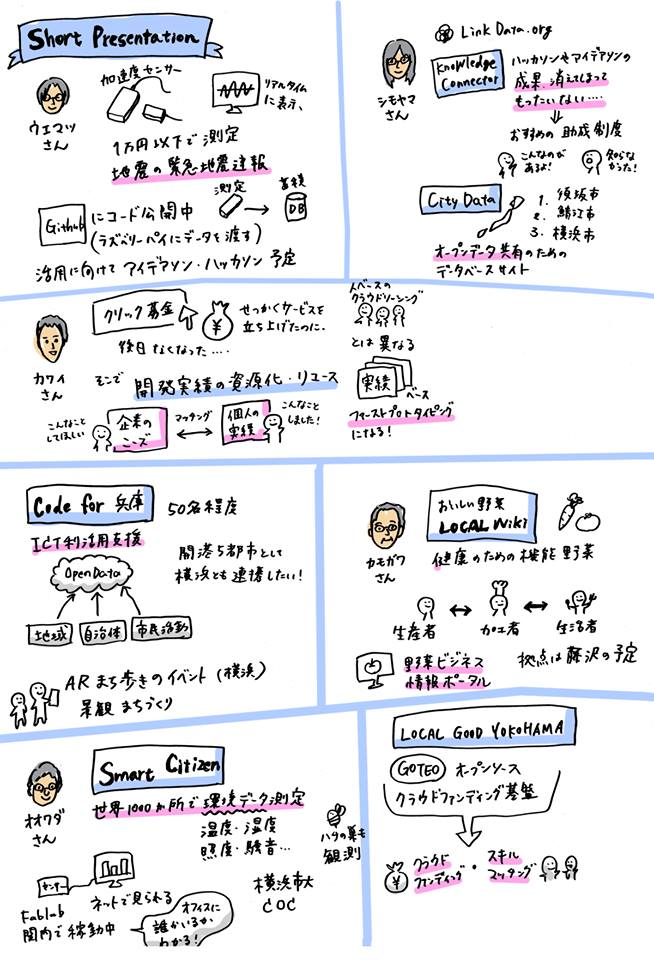 Short Presentation
ウエマツ
さん
加速度センサー
リアルタイム
に表示、
1万円以下で測定
地震の緊急地震速報
測定
蓄積
DB
Github にコード公開中
(ラズベリーパイにデータを渡す)
活用に向けてアイデアソン・ハッカソン予定
Link Data.org
シモヤマ
さん
Knowledge
Connector
ハッカソンやアイデアソンの
成果、消えてしまって
もったいない....
おすすめの助成制度
こんなのが
あるよ!
知らな
かった!
City Data
1. 須坂市
2. 鯖江市
3. 横浜市
オープンデータ共有のための
データベースサイト
カワイ
さん
クリック募金
¥
せっかくサービスを
立ち上げたのに、
後日なくなった....
人ベースの
クラウドソーシング
とは異なる
そこで 開発実績の資源化・リユース
実績
ベース
ファーストプロトタイピング
になる!
こんなこと
してほしい
企業の
ニーズ
マッチング
個人の
実績
こんなこと
しました!
Code for 兵庫
50名程度
ICT利活用支援
Open Data
地域
自治体
市民活動
開港5都市として
横浜とも連携したい!
ARまち歩きのイベント(横浜)
景観まちづくり
カモガワ
さん
おいしい野菜
LOCAL Wiki
健康のための機能野菜
生産者
加工者
生活者
野菜ビジネス
情報ポータル
拠点は藤沢の予定
オオワダ
さん
Smart Citizen
世界1000か所で環境データ測定
温度・湿度
照度・騒音...
ハチの巣も
観測
センサー
ネットで見られる
Fablab
関内で稼動中
オフィスに
誰かいるか
わかる!
横浜市大
COC
LOCAL GOOD YOKOHAMA
GOTEO オープンソース
クラウドファンディング基盤
¥
クラウド
ファンディング
・
スキル
マッチング